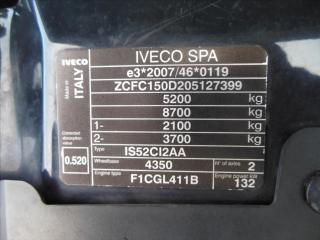 IVECO
Made in
ITALY
IVECO SPA
e3*2007/46*0119
ZCFC150D205127399
5200 kg
8700 kg
1- 2100 kg
2- 3700 kg
Type IS52CI2AA
Corrected absorption value
0.520
Wheelbase 4350 N° of axles 2
Engine type F1CGL411B Engine power kW 132